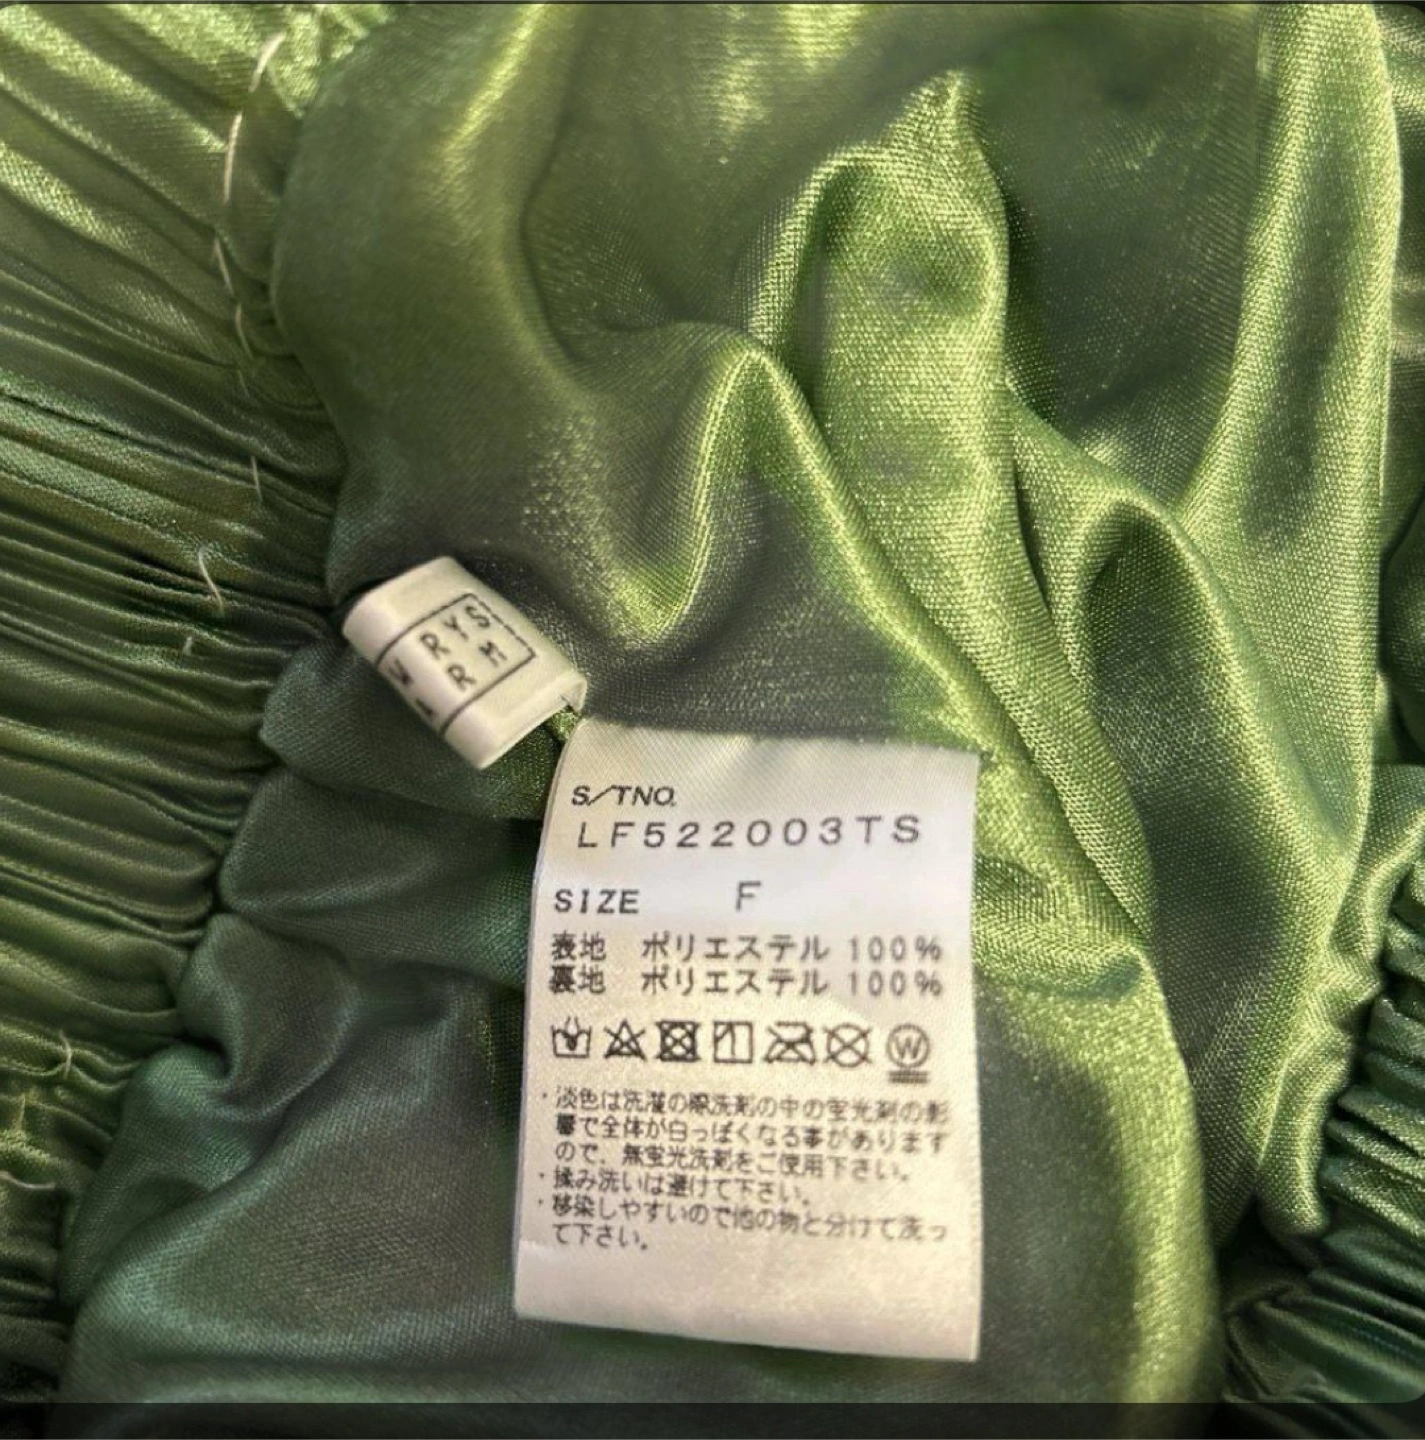 RYS
W R M
S/TNO.
LF522003TS
SIZE F
表地 ポリエステル 100%
裏地 ポリエステル 100%
W
・淡色は洗濯の際洗剤の中の蛍光剤の影
響で全体が白っぱくなる事があります
ので、無蛍光洗剤をご使用下さい。
・揉み洗いは避けて下さい。
・移染しやすいので他の物と分けて洗っ
て下さい。